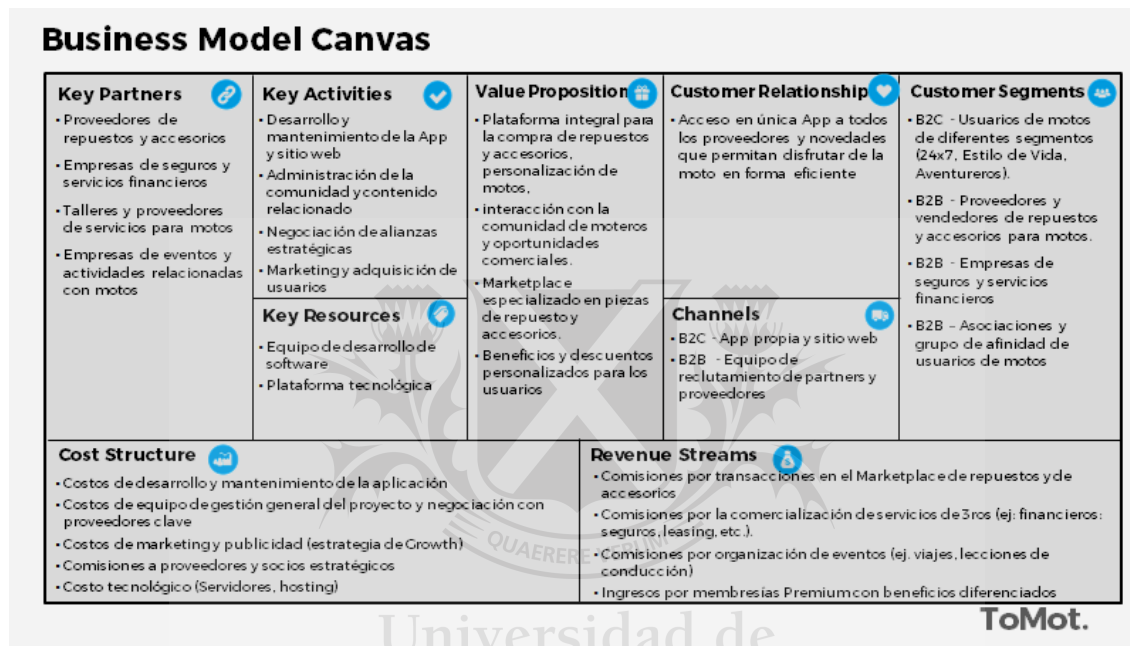 Business Model Canvas
Key Partners
• Proveedores de
repuestos y accesorios
• Empresas de seguros y
servicios financieros
• Talleres y proveedores
de servicios para motos
• Empresas de eventos y
actividades relacionadas
con motos
Key Activities
• Desarrollo y
mantenimiento de la App
y sitio web
• Administración de la
comunidad y contenido
relacionado
• Negociación de alianzas
estratégicas
• Marketing y adquisición de
usuarios
Key Resources
• Equipo de desarrollo de
software
• Plataforma tecnológica
Value Proposition
• Plataforma integral para
la compra de repuestos
y accesorios,
personalización de
motos,
• interacción con la
comunidad de moteros
y oportunidades
comerciales.
• Marketplace
especializado en piezas
de repuesto y
accesorios.
• Beneficios y descuentos
personalizados para los
usuarios
Customer Relationship
• Acceso en única App a todos
los proveedores y novedades
que permitan disfrutar de la
moto en forma eficiente
Channels
• B2C - App propia y sitio web
• B2B - Equipo de
reclutamiento de partners y
proveedores
Customer Segments
• B2C - Usuarios de motos
de diferentes segmentos
(24x7, Estilo de Vida,
Aventureros).
• B2B - Proveedores y
vendedores de repuestos
y accesorios para motos.
• B2B - Empresas de
seguros y servicios
financieros
• B2B – Asociaciones y
grupo de afinidad de
usuarios de motos
Cost Structure
• Costos de desarrollo y mantenimiento de la aplicación
• Costos de equipo de gestión general del proyecto y negociación con
proveedores clave
• Costos de marketing y publicidad (estrategia de Growth)
• Comisiones a proveedores y socios estratégicos
• Costo tecnológico (Servidores, hosting)
Revenue Streams
• Comisiones por transacciones en el Marketplace de repuestos y de
accesorios
• Comisiones por la comercialización de servicios de 3ros (ej: financieros:
seguros, leasing, etc.).
• Comisiones por organización de eventos (ej. viajes, lecciones de
conducción)
• Ingresos por membresías Premium con beneficios diferenciados
QUAERERE VERUM
ToMot.
Universidad de